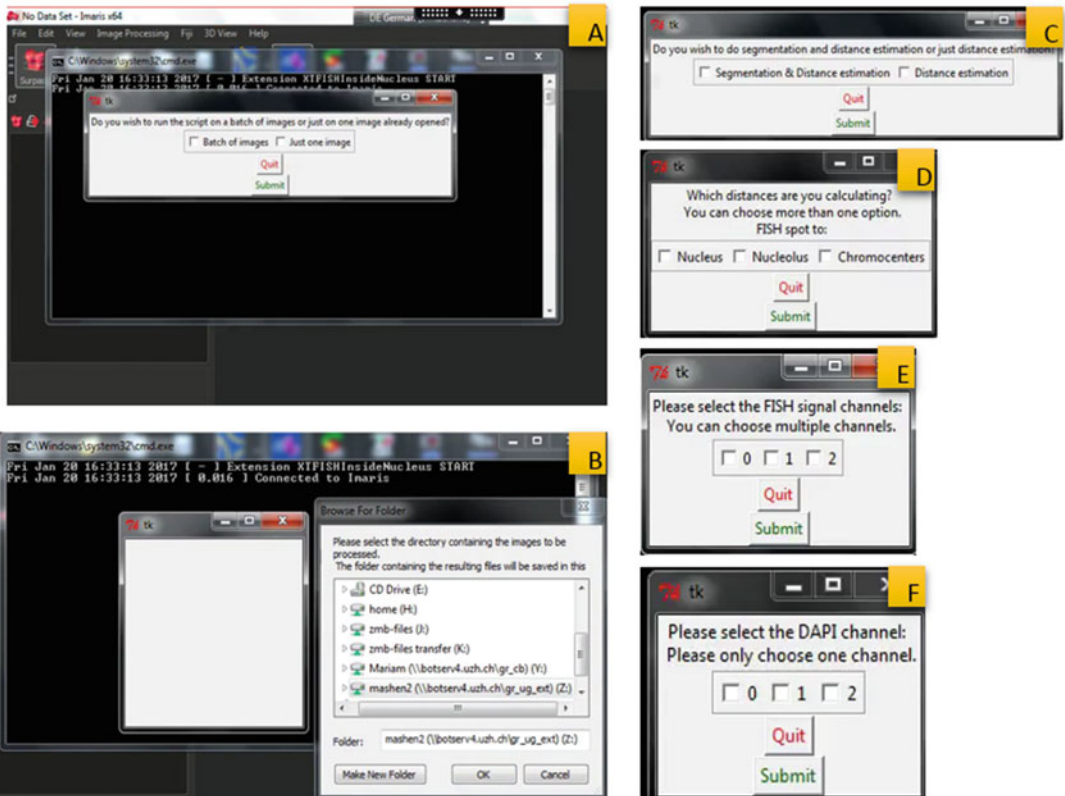 No Data Set - Imaris x64
DE German
A
File Edit View Image Processing Fiji 3D View Help
C:\Windows\system32\cmd.exe
Fri Jan 20 16:33:13 2017 [ - ] Extension XTFISHInsideNucleus START
Fri Jan 20 16:33:13 2017 [ 0.016 ] Connected to Imaris
tk
Do you wish to run the script on a batch of images or just on one image already opened?
Batch of images Just one image
Quit
Submit
B
C:\Windows\system32\cmd.exe
Fri Jan 20 16:33:13 2017 [ - ] Extension XTFISHInsideNucleus START
Fri Jan 20 16:33:13 2017 [ 0.016 ] Connected to Imaris
tk
Browse For Folder
Please select the directory containing the images to be
processed.
The folder containing the resulting files will be saved in this
CD Drive (E:)
home (H:)
zmb-files (J:)
zmb-files transfer (K:)
Mariam (\\botserv4.uzh.ch\gr_cb) (Y:)
mashen2 (\\botserv4.uzh.ch\gr_ug_ext) (Z:)
Folder: mashen2 (\\botserv4.uzh.ch\gr_ug_ext) (Z:)
Make New Folder OK Cancel
C
tk
Do you wish to do segmentation and distance estimation or just distance estimation?
Segmentation & Distance estimation Distance estimation
Quit
Submit
D
tk
Which distances are you calculating?
You can choose more than one option.
FISH spot to:
Nucleus Nucleolus Chromocenters
Quit
Submit
E
tk
Please select the FISH signal channels:
You can choose multiple channels.
0 1 2
Quit
Submit
F
tk
Please select the DAPI channel:
Please only choose one channel.
0 1 2
Quit
Submit